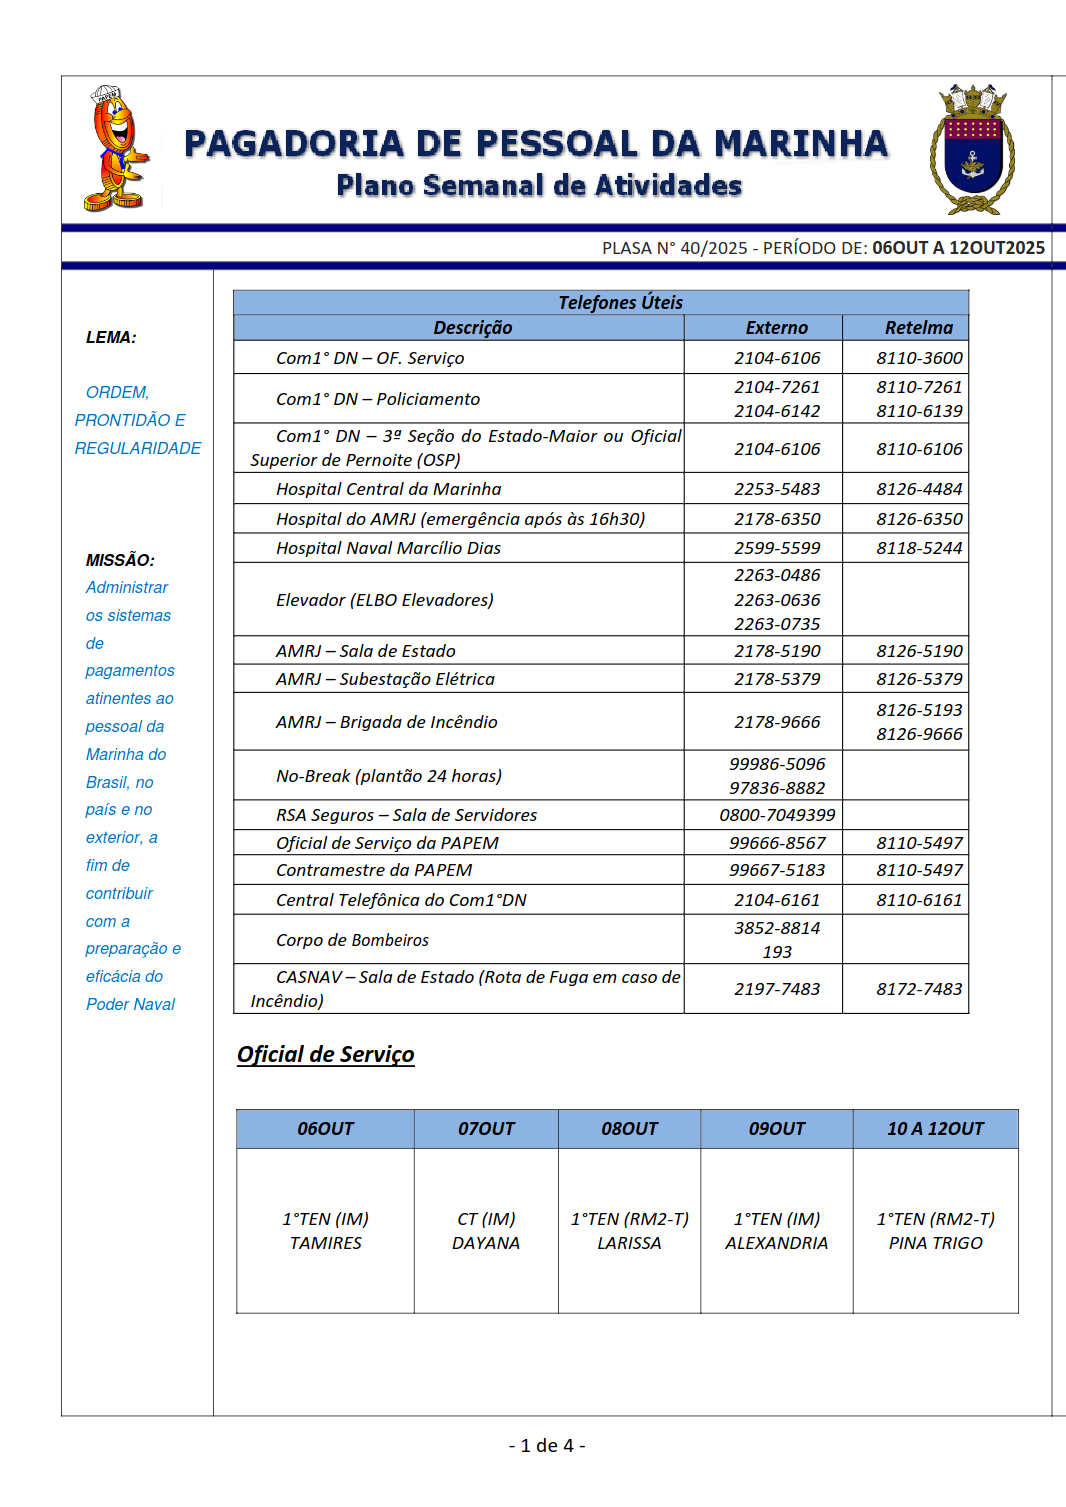 PAPEM
PAGADORIA DE PESSOAL DA MARINHA
Plano Semanal de Atividades
PLASA N° 40/2025 - PERÍODO DE: 06OUT A 12OUT2025
LEMA:
ORDEM,
PRONTIDÃO E
REGULARIDADE
MISSÃO:
Administrar
os sistemas
de
pagamentos
atinentes ao
pessoal da
Marinha do
Brasil, no
país e no
exterior, a
fim de
contribuir
com a
preparação e
eficácia do
Poder Naval
Telefones Úteis
Descrição Externo Retelma
Com1° DN – OF. Serviço 2104-6106 8110-3600
Com1° DN – Policiamento 2104-7261 8110-7261
2104-6142 8110-6139
Com1° DN – 3ª Seção do Estado-Maior ou Oficial
Superior de Pernoite (OSP) 2104-6106 8110-6106
Hospital Central da Marinha 2253-5483 8126-4484
Hospital do AMRJ (emergência após às 16h30) 2178-6350 8126-6350
Hospital Naval Marcílio Dias 2599-5599 8118-5244
Elevador (ELBO Elevadores) 2263-0486
2263-0636
2263-0735
AMRJ – Sala de Estado 2178-5190 8126-5190
AMRJ – Subestação Elétrica 2178-5379 8126-5379
AMRJ – Brigada de Incêndio 2178-9666 8126-5193
8126-9666
No-Break (plantão 24 horas) 99986-5096
97836-8882
RSA Seguros – Sala de Servidores 0800-7049399
Oficial de Serviço da PAPEM 99666-8567 8110-5497
Contramestre da PAPEM 99667-5183 8110-5497
Central Telefônica do Com1°DN 2104-6161 8110-6161
Corpo de Bombeiros 3852-8814
193
CASNAV – Sala de Estado (Rota de Fuga em caso de
Incêndio) 2197-7483 8172-7483
Oficial de Serviço
06OUT 07OUT 08OUT 09OUT 10 A 12OUT
1°TEN (IM) CT (IM) 1°TEN (RM2-T) 1°TEN (IM) 1°TEN (RM2-T)
TAMIRES DAYANA LARISSA ALEXANDRIA PINA TRIGO
- 1 de 4 -